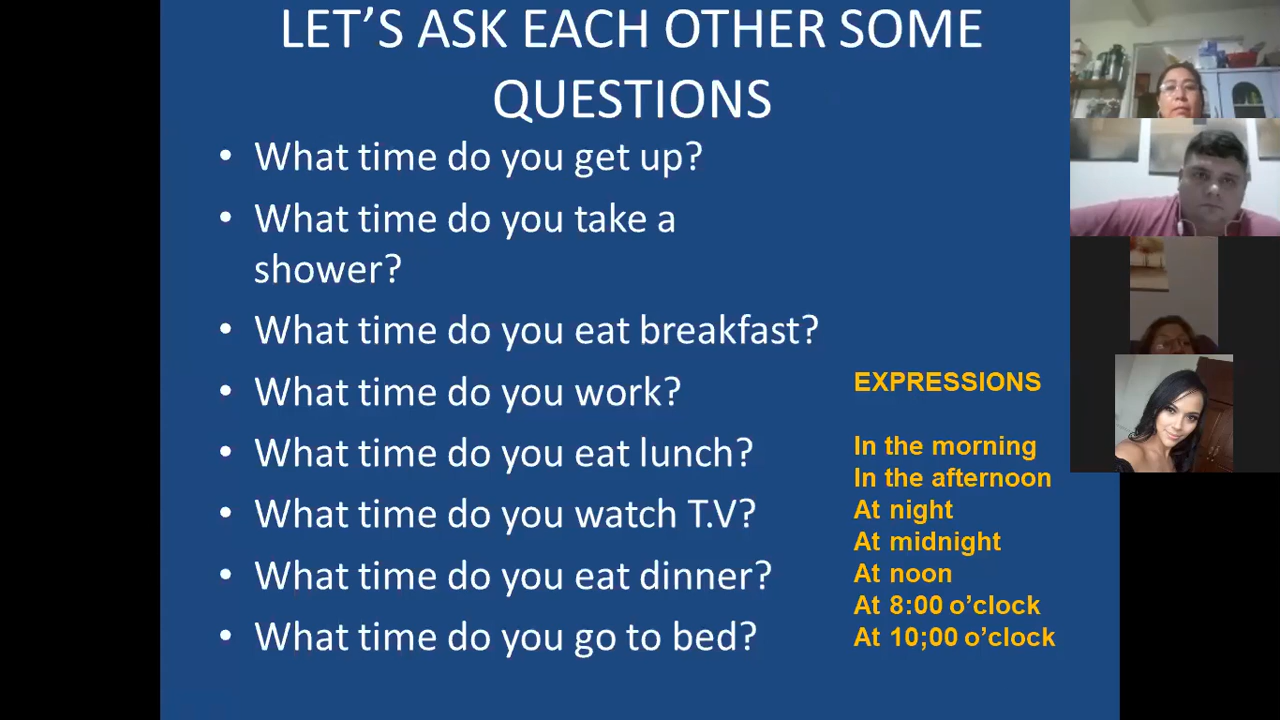 LET’S ASK EACH OTHER SOME
QUESTIONS
• What time do you get up?
• What time do you take a
shower?
• What time do you eat breakfast?
• What time do you work?
• What time do you eat lunch?
• What time do you watch T.V?
• What time do you eat dinner?
• What time do you go to bed?
EXPRESSIONS
In the morning
In the afternoon
At night
At midnight
At noon
At 8:00 o’clock
At 10;00 o’clock